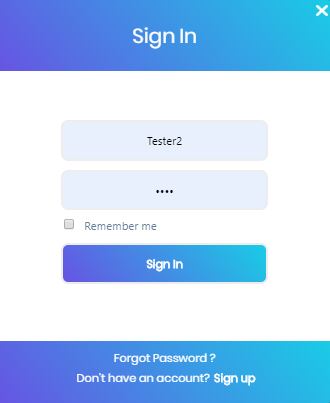 Sign In
Tester2
••••
Remember me
Sign In
Forgot Password ?
Don't have an account? Sign up